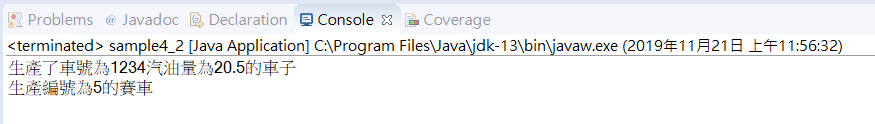 Problems @ Javadoc Declaration Console Coverage
<terminated> sample4_2 [Java Application] C:\Program Files\Java\jdk-13\bin\javaw.exe (2019年11月21日 上午11:56:32)
生產了車號為1234汽油量為20.5的車子
生產編號為5的賽車